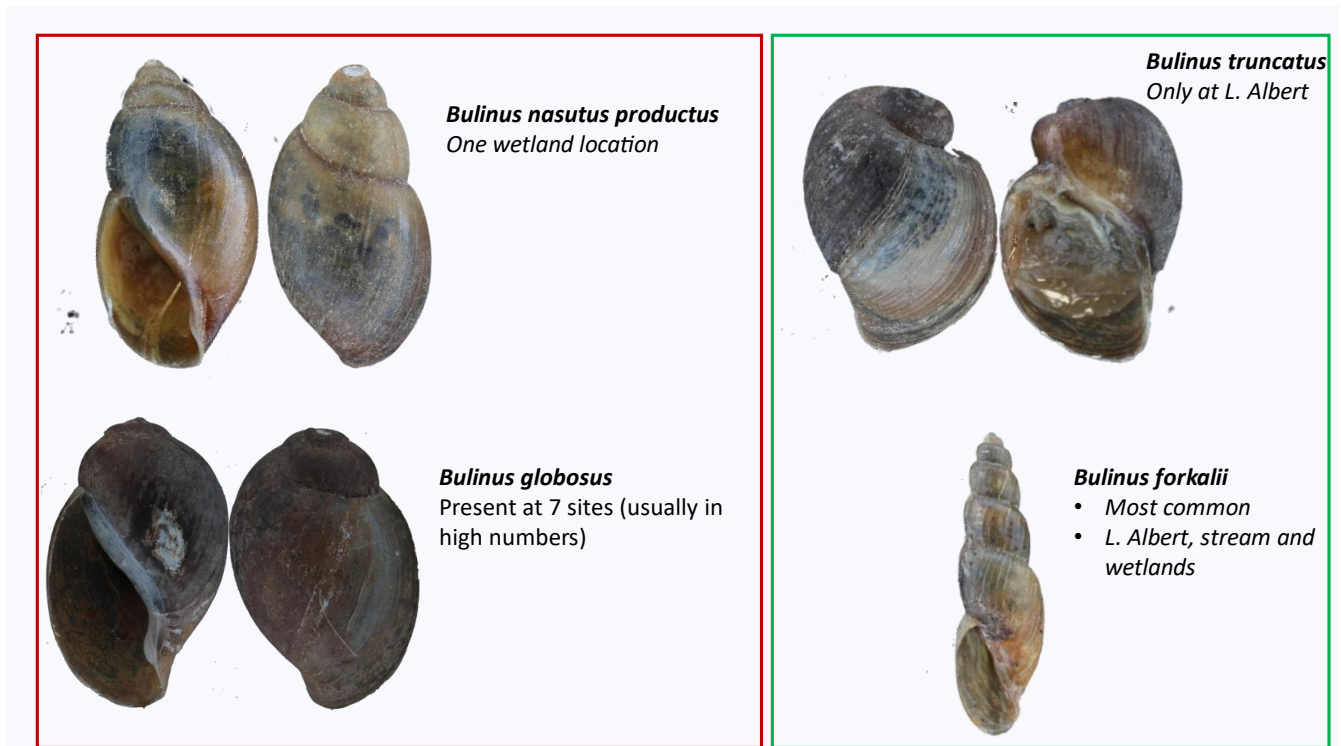 Bulinus nasutus productus
One wetland location
Bulinus truncatus
Only at L. Albert
Bulinus globosus
Present at 7 sites (usually in
high numbers)
Bulinus forkalii
• Most common
• L. Albert, stream and
wetlands